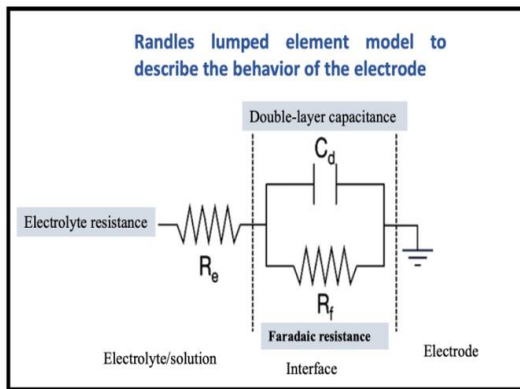 Randles lumped element model to
describe the behavior of the electrode
Double-layer capacitance
Cd
Electrolyte resistance
Re
Rf
Faradaic resistance
Electrolyte/solution
Interface
Electrode